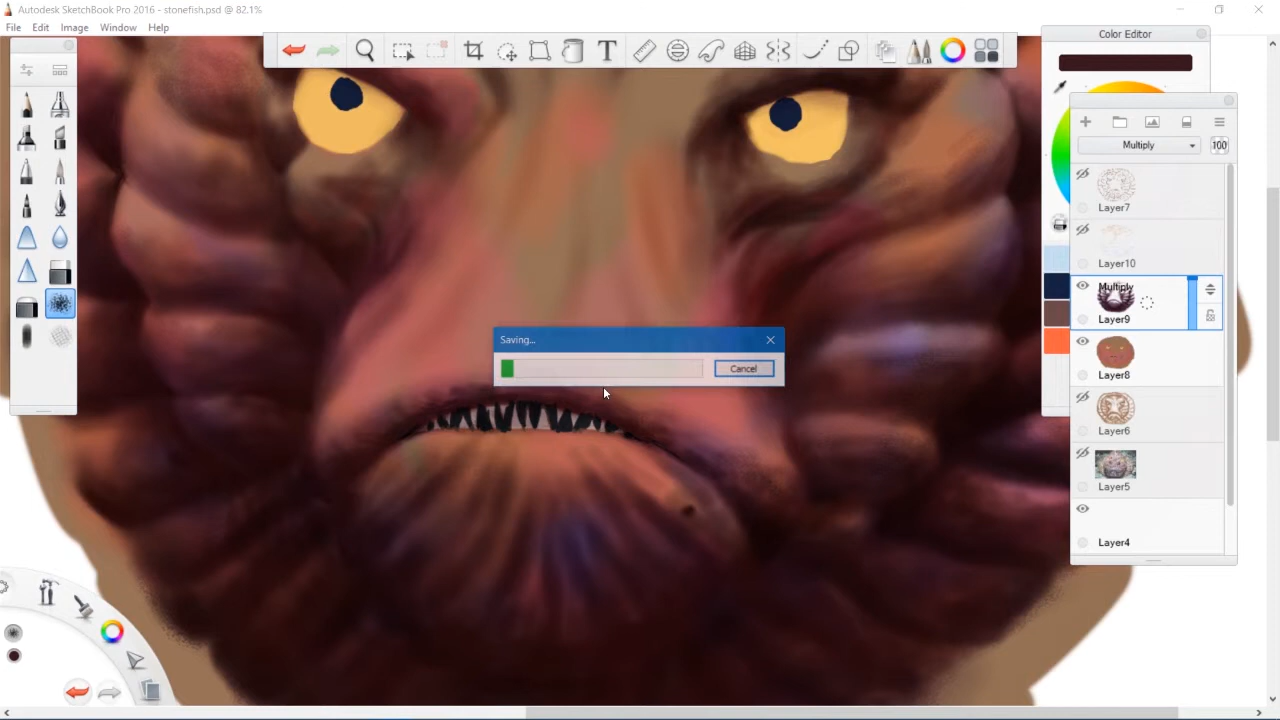 Autodesk SketchBook Pro 2016 - stonefish.psd @ 82.1%
File Edit Image Window Help
T
Color Editor
Multiply 100
Layer7
Layer10
Multiply
Layer9
Layer8
Layer6
Layer5
Layer4
Saving...
Cancel